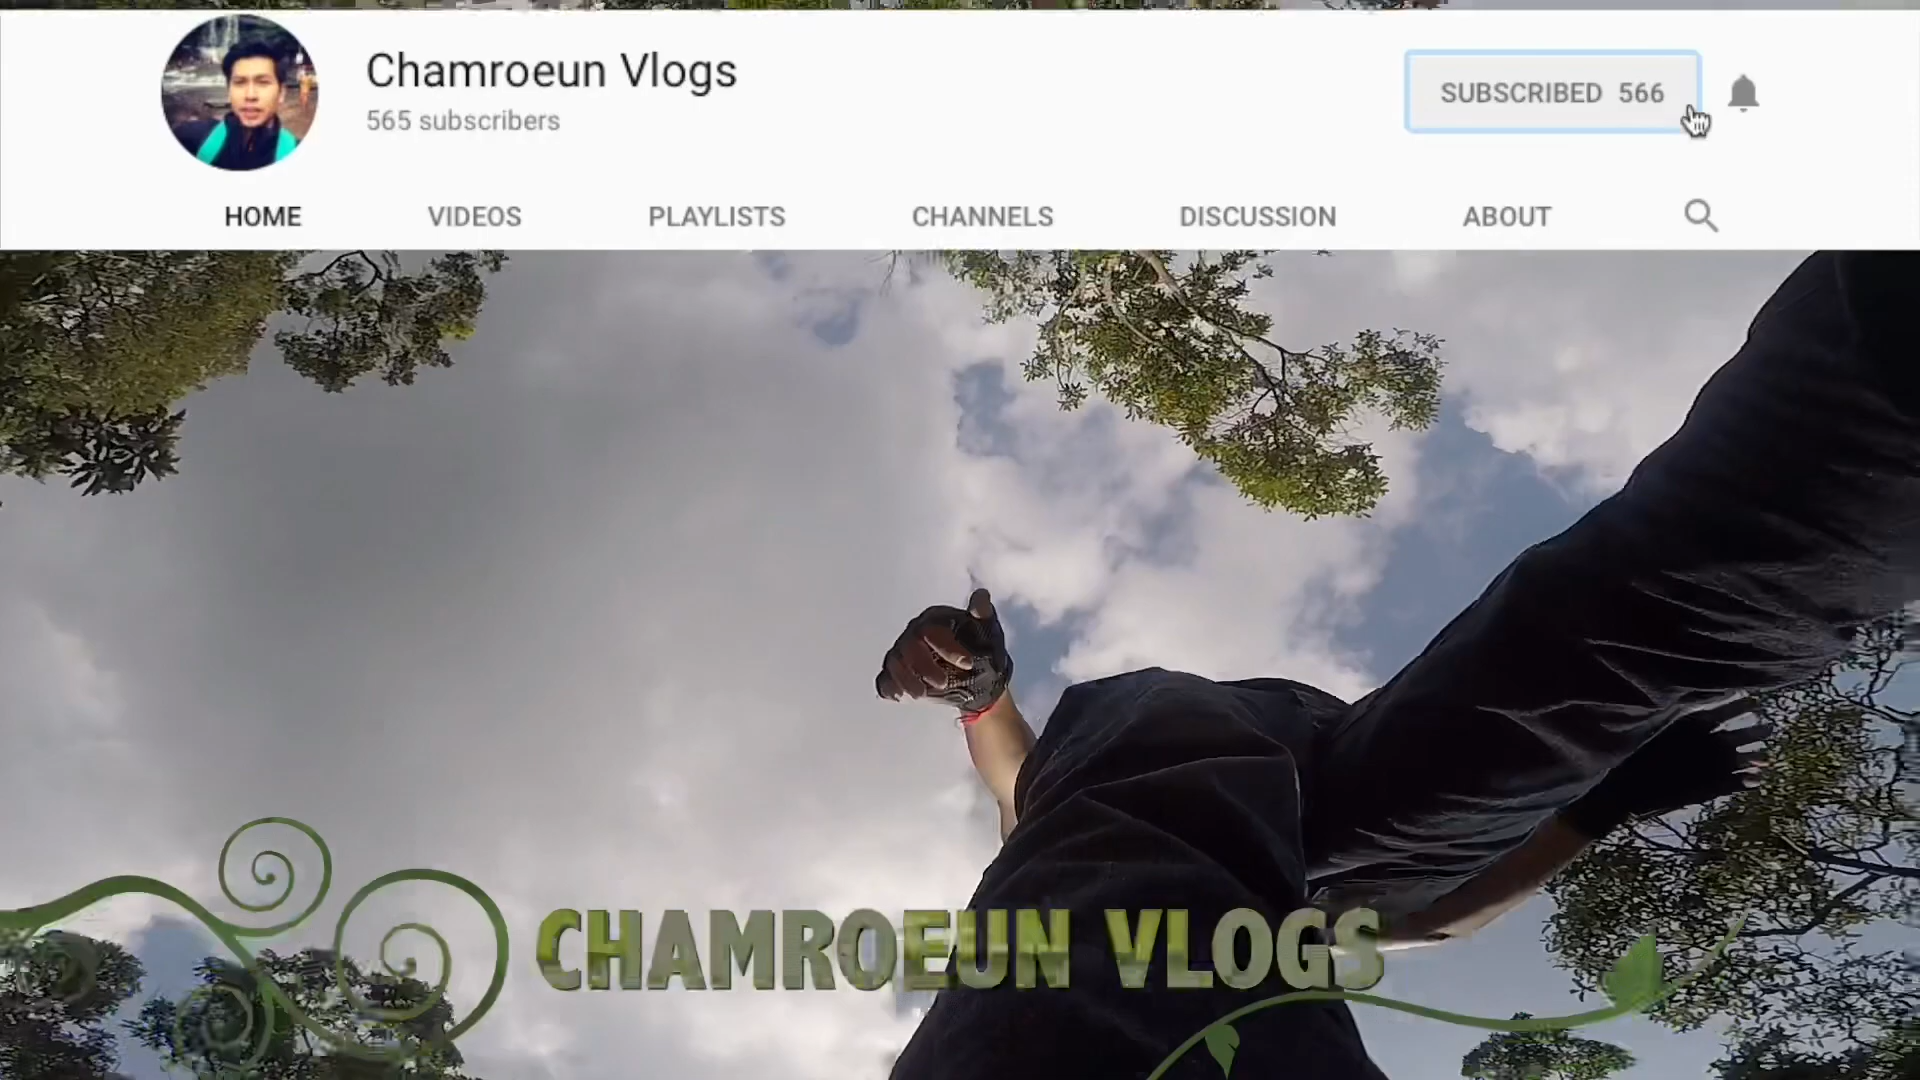 Chamroeun Vlogs
565 subscribers
SUBSCRIBED 566
HOME VIDEOS PLAYLISTS CHANNELS DISCUSSION ABOUT
CHAMROEUN VLOGS